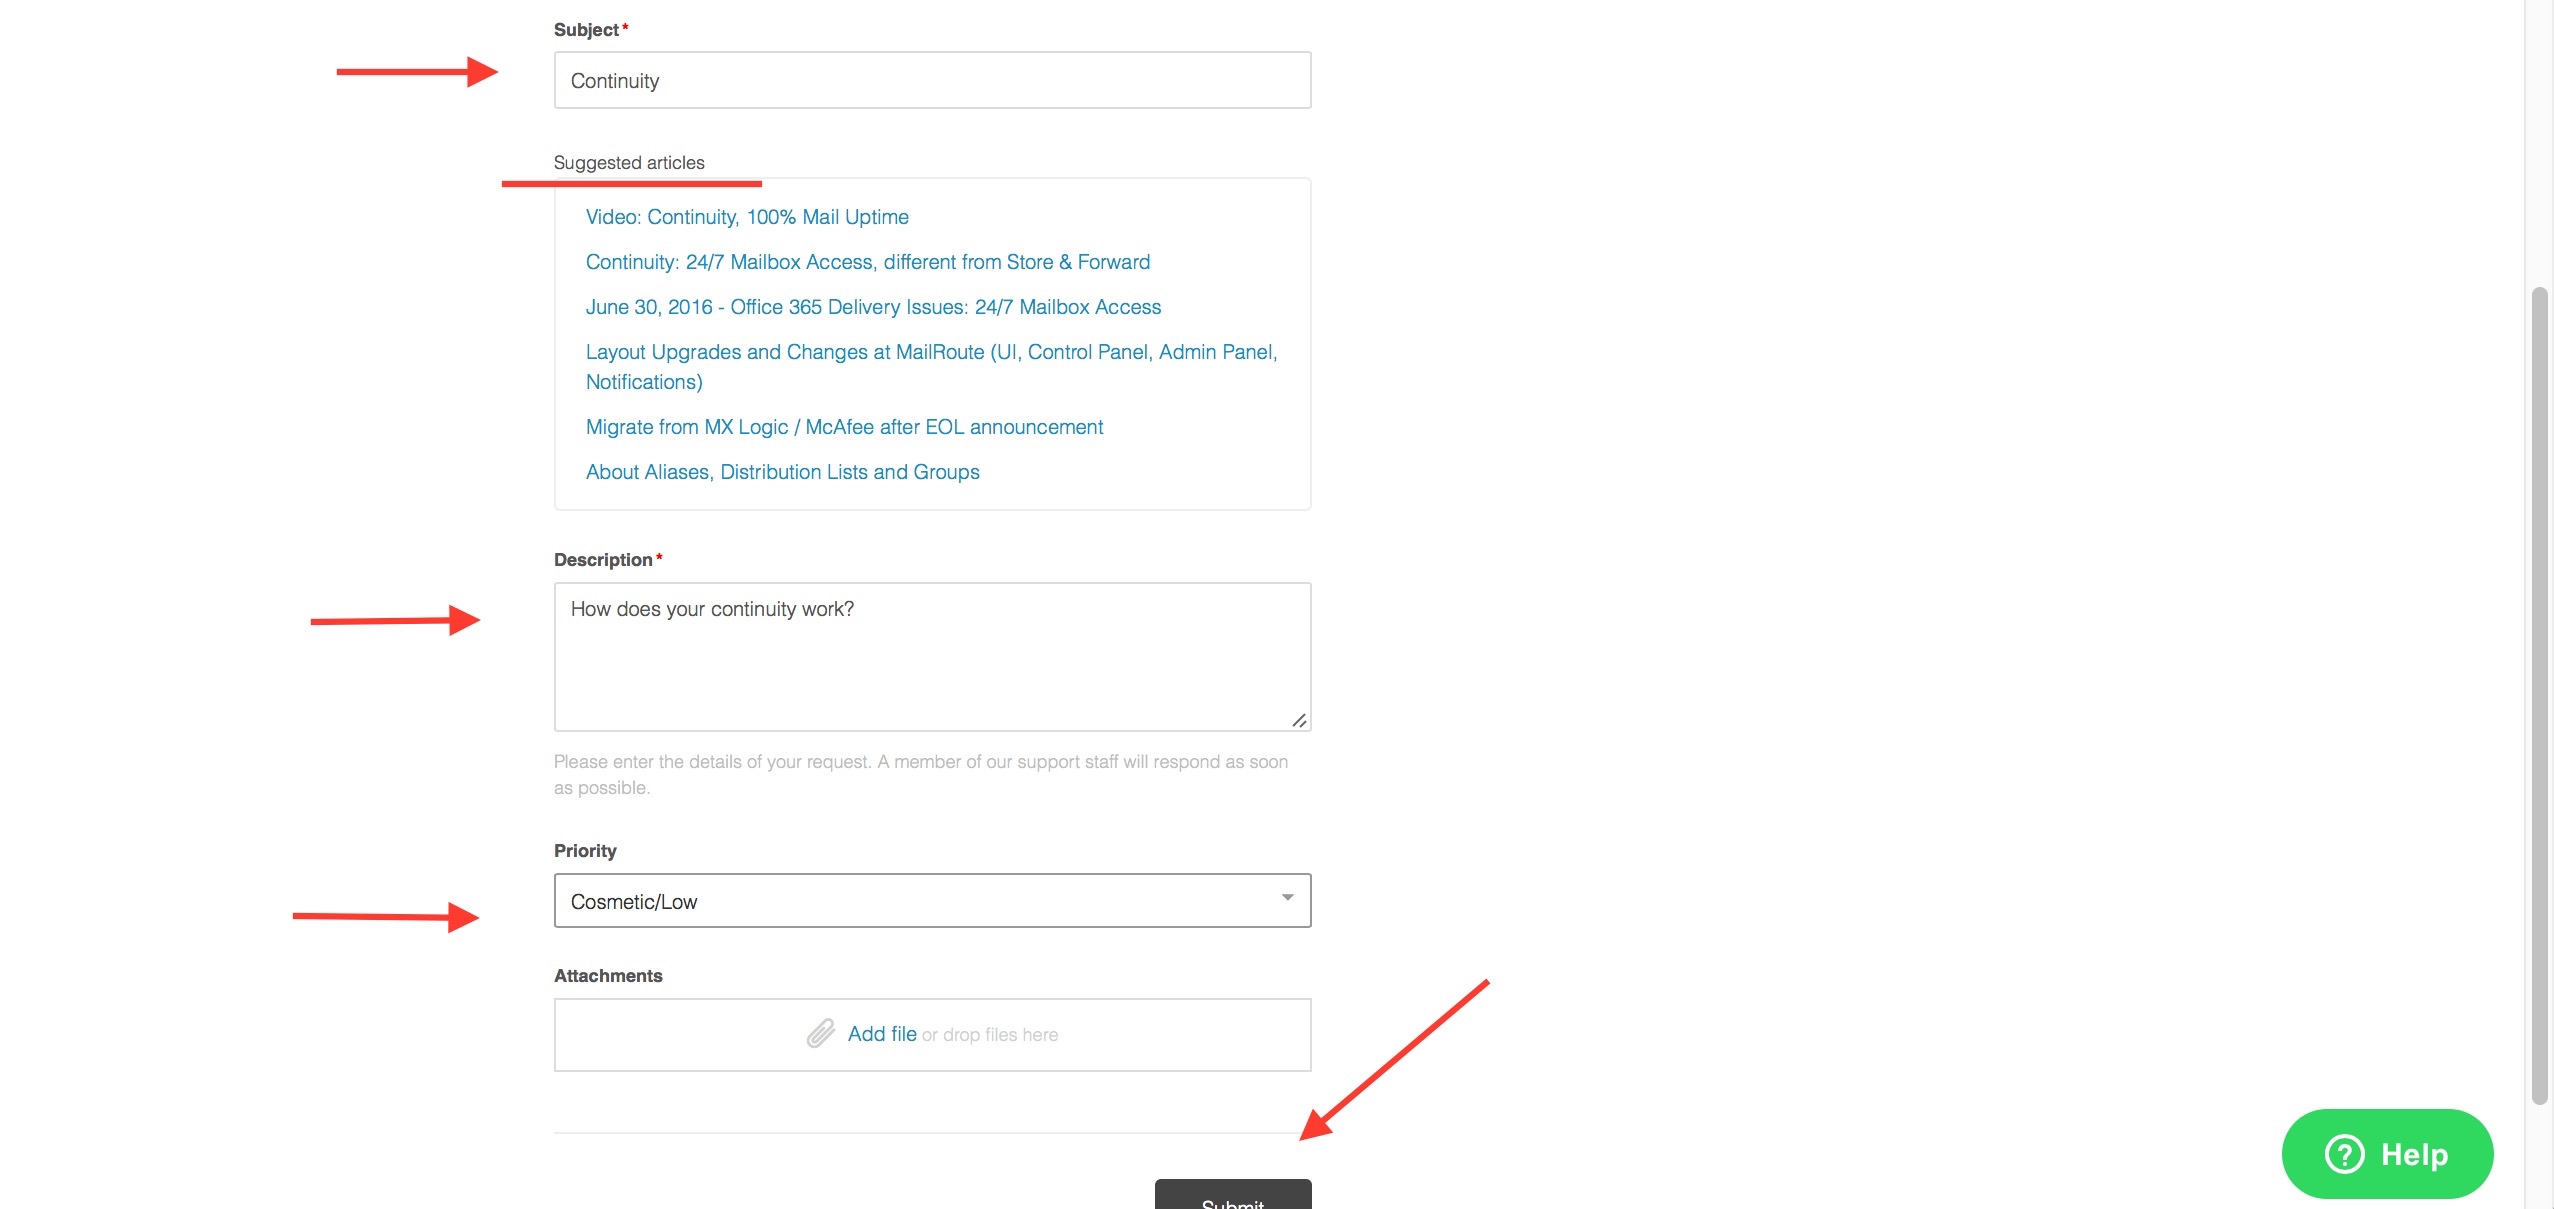 Subject*
Continuity
Suggested articles
Video: Continuity, 100% Mail Uptime
Continuity: 24/7 Mailbox Access, different from Store & Forward
June 30, 2016 - Office 365 Delivery Issues: 24/7 Mailbox Access
Layout Upgrades and Changes at MailRoute (UI, Control Panel, Admin Panel,
Notifications)
Migrate from MX Logic / McAfee after EOL announcement
About Aliases, Distribution Lists and Groups
Description*
How does your continuity work?
Please enter the details of your request. A member of our support staff will respond as soon
as possible.
Priority
Cosmetic/Low
Attachments
Add file or drop files here
Submit
? Help